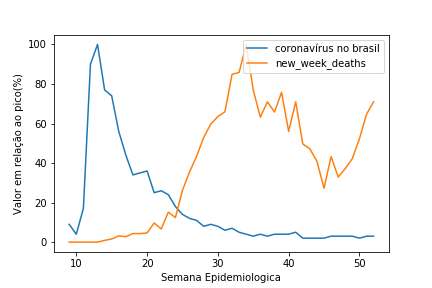 coronavírus no brasil
new_week_deaths
Valor em relação ao pico(%)
100
80
60
40
20
0
10
20
30
40
50
Semana Epidemiologica